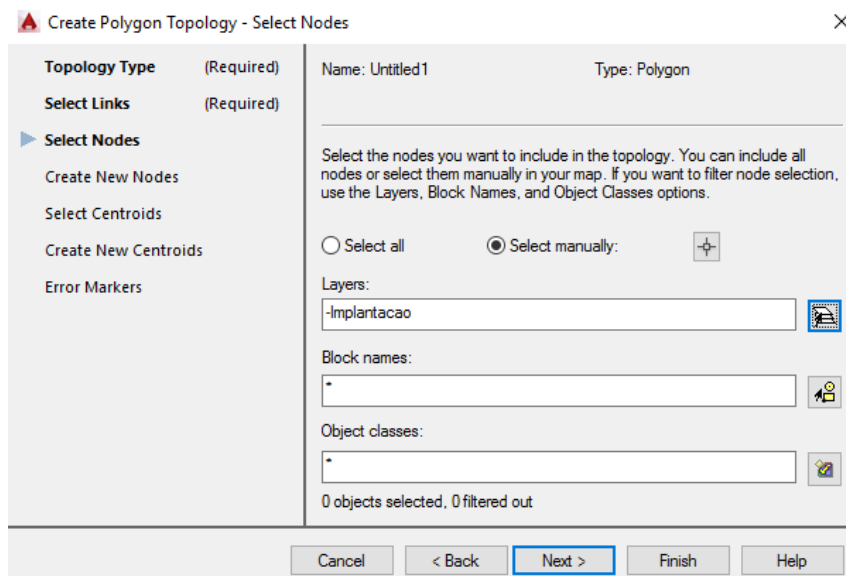 Create Polygon Topology - Select Nodes
Topology Type (Required)
Select Links (Required)
Select Nodes
Create New Nodes
Select Centroids
Create New Centroids
Error Markers
Name: Untitled1 Type: Polygon
Select the nodes you want to include in the topology. You can include all
nodes or select them manually in your map. If you want to filter node selection,
use the Layers, Block Names, and Object Classes options.
Select all Select manually:
Layers:
-Implantacao
Block names:
*
Object classes:
*
0 objects selected, 0 filtered out
Cancel < Back Next > Finish Help